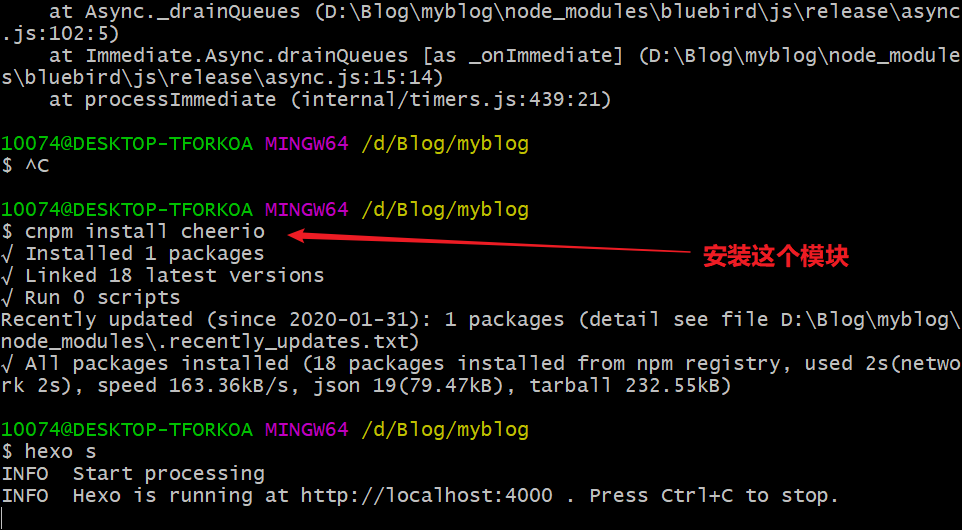 at Async._drainQueues (D:\Blog\myblog\node_modules\bluebird\js\release\async
.js:102:5)
    at Immediate.Async.drainQueues [as _onImmediate] (D:\Blog\myblog\node_module
s\bluebird\js\release\async.js:15:14)
    at processImmediate (internal/timers.js:439:21)
10074@DESKTOP-TFORKOA MINGW64 /d/Blog/myblog
$ ^C
10074@DESKTOP-TFORKOA MINGW64 /d/Blog/myblog
$ cnpm install cheerio
安装这个模块
√ Installed 1 packages
√ Linked 18 latest versions
√ Run 0 scripts
Recently updated (since 2020-01-31): 1 packages (detail see file D:\Blog\myblog\
node_modules\.recently_updates.txt)
√ All packages installed (18 packages installed from npm registry, used 2s(netwo
rk 2s), speed 163.36kB/s, json 19(79.47kB), tarball 232.55kB)
10074@DESKTOP-TFORKOA MINGW64 /d/Blog/myblog
$ hexo s
INFO  Start processing
INFO  Hexo is running at http://localhost:4000 . Press Ctrl+C to stop.